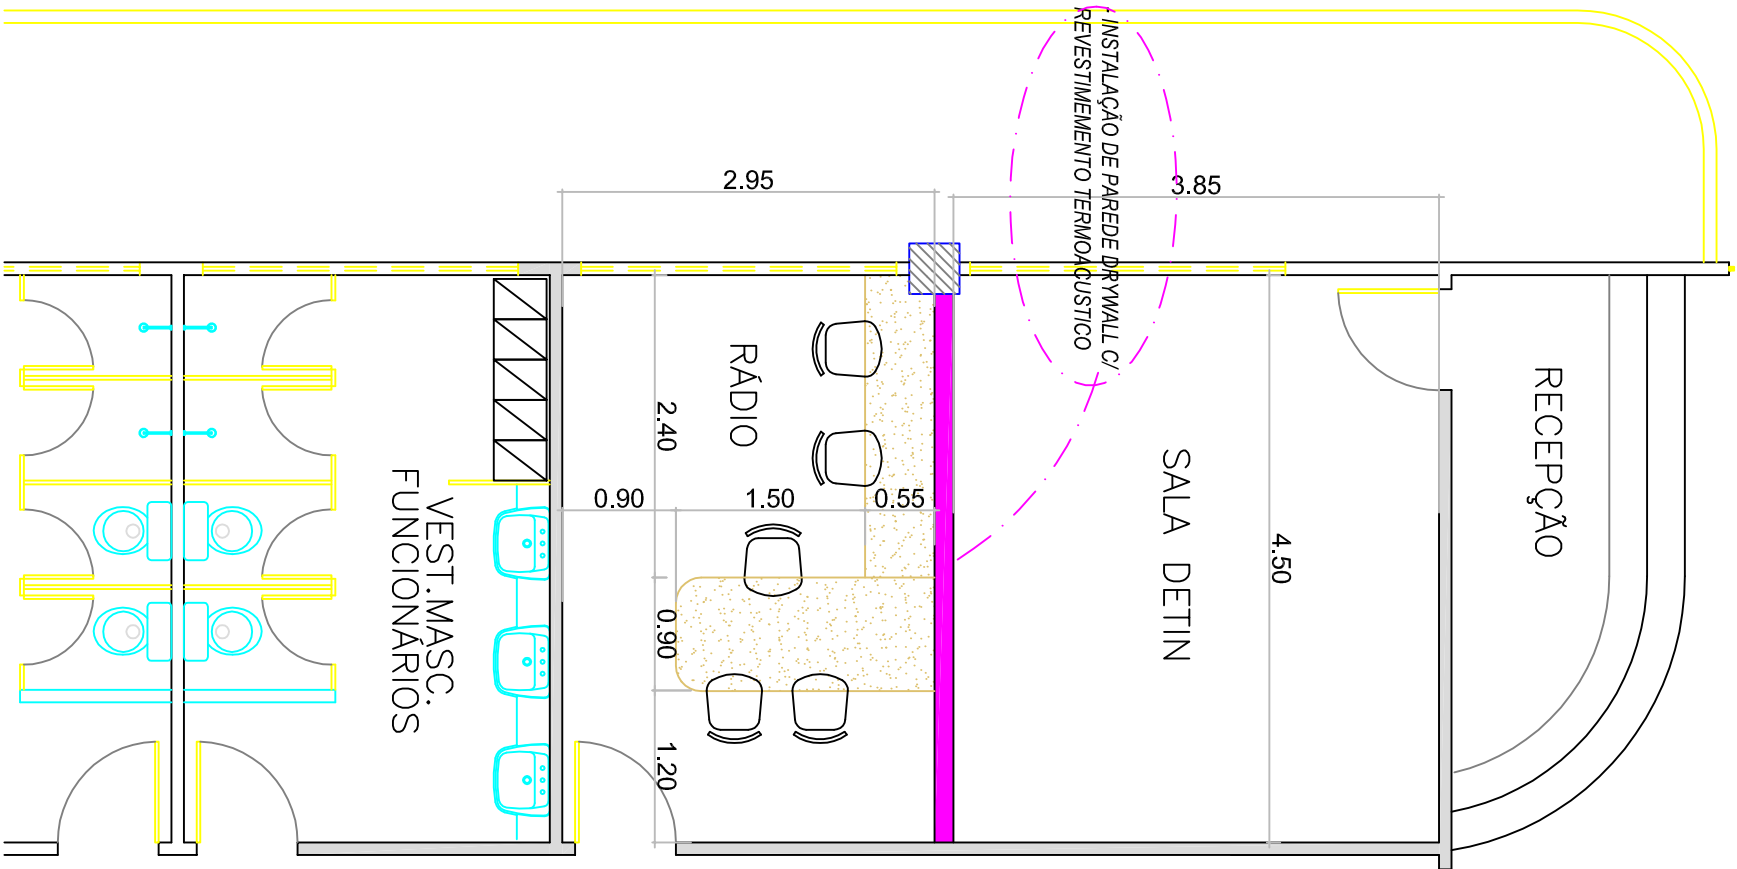 - INSTALAÇÃO DE PAREDE DRYWALL C/
REVESTIMEMENTO TERMOACUSTICO
2.95
3.85
RÁDIO
2.40
0.90
1.50
0.55
0.90
1.20
SALA DETIN
4.50
RECEPÇÃO
VEST.MASC.
FUNCIONÁRIOS